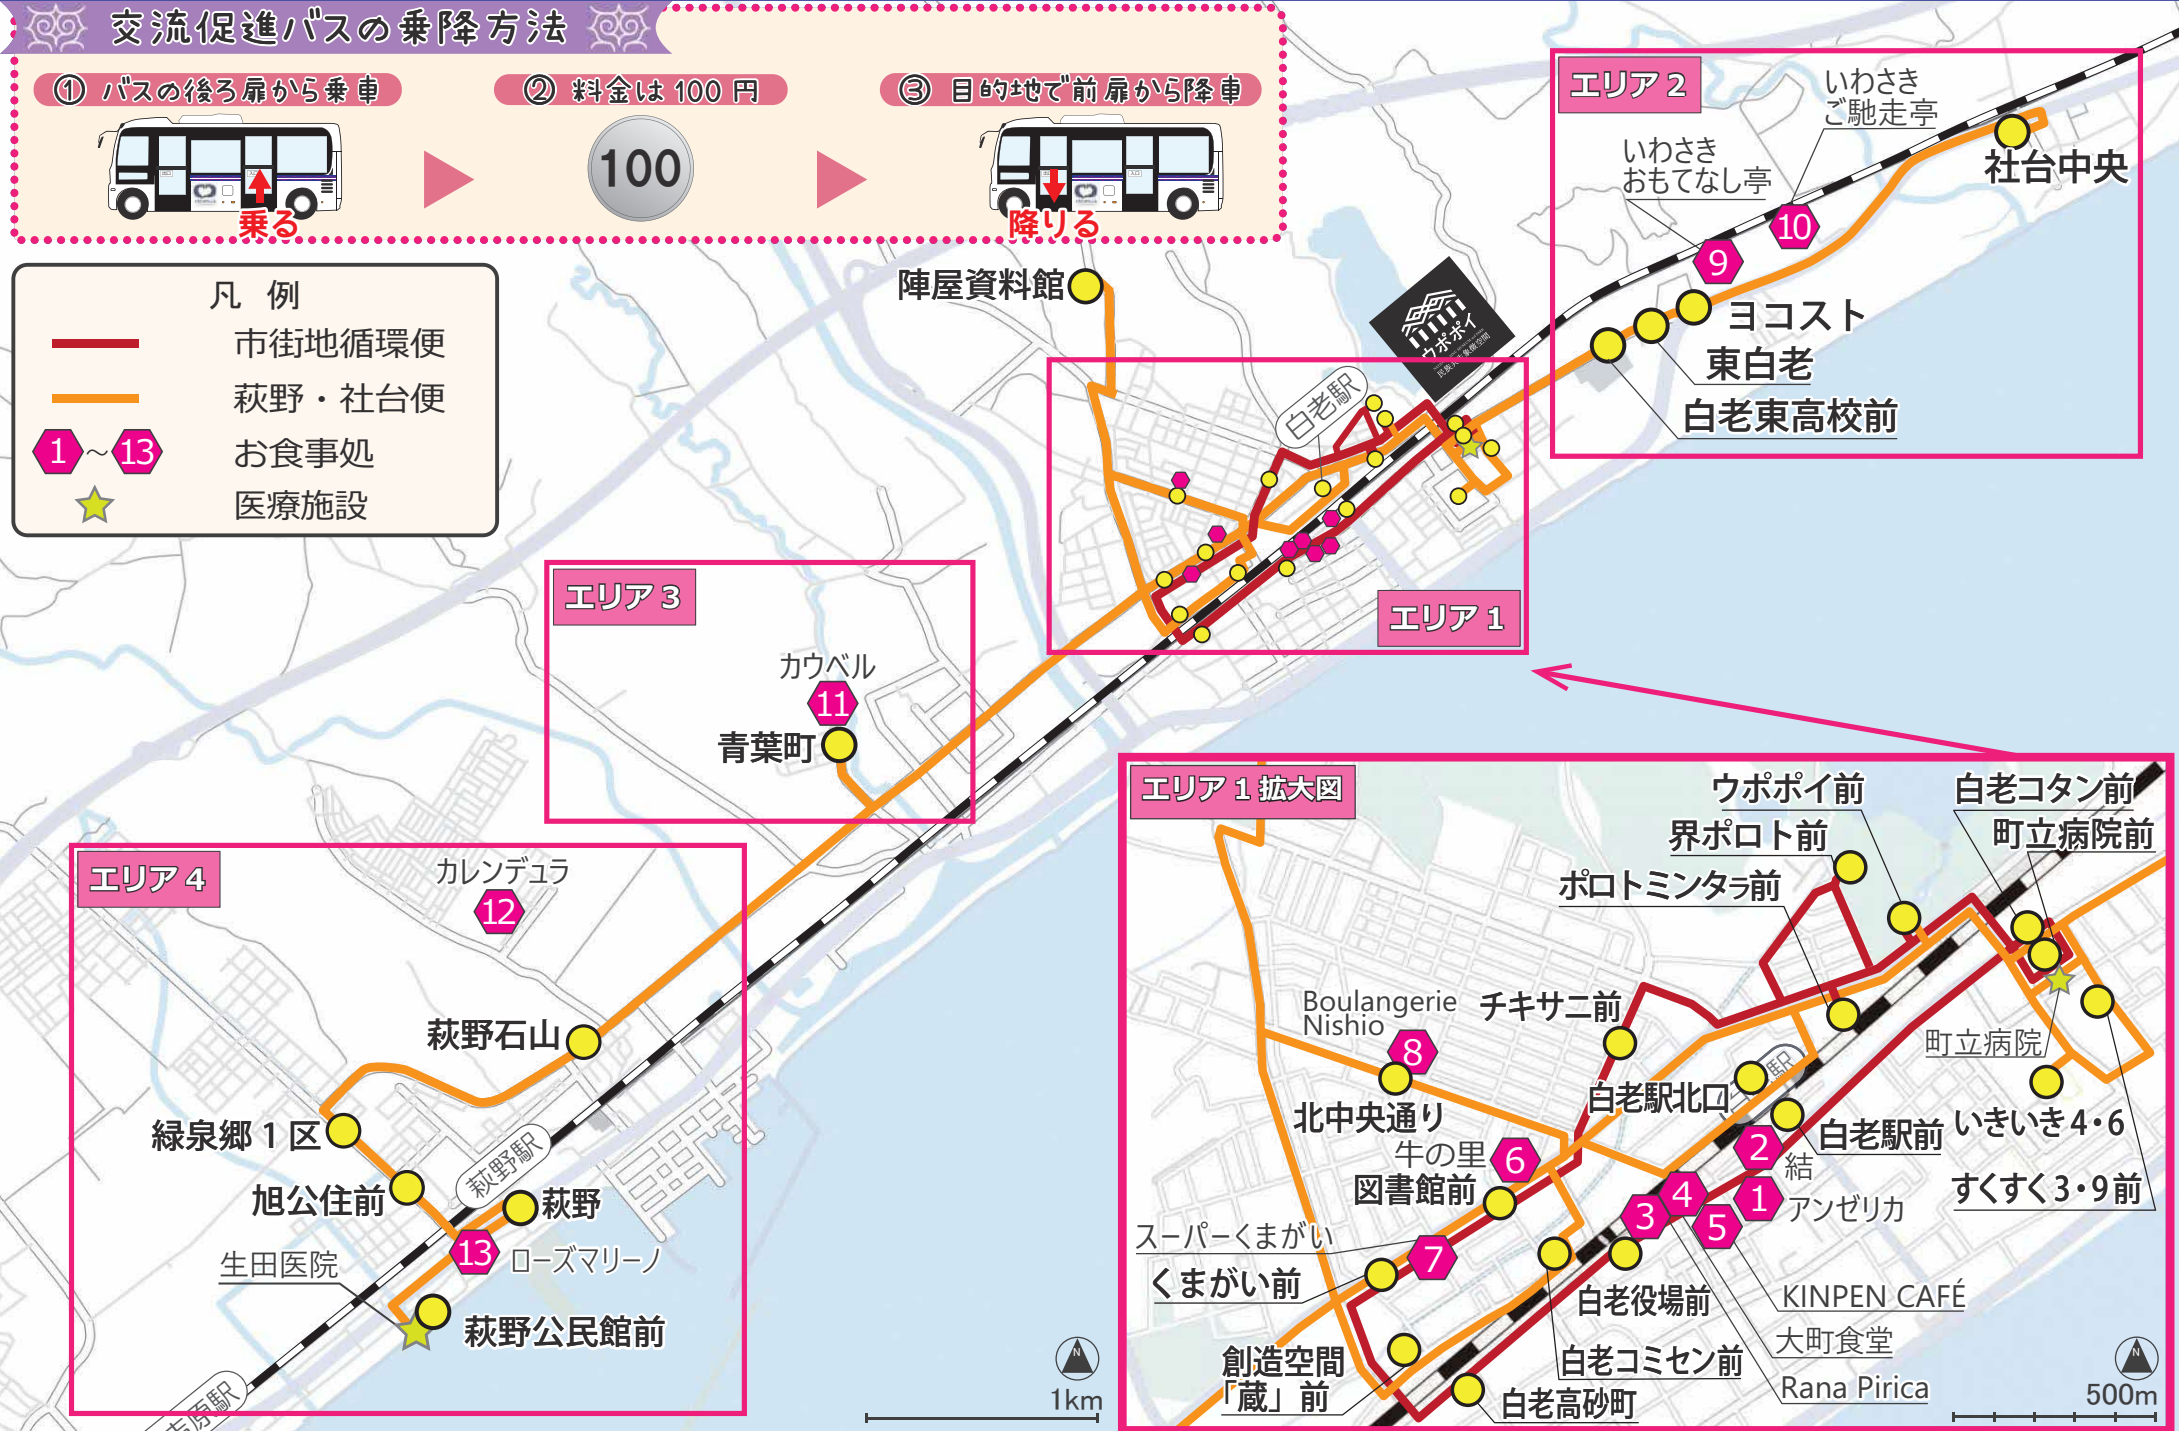 交流促進バスの乗降方法
① バスの後ろ扉から乗車
② 料金は 100 円
③ 目的地で前扉から降車
乗る
100
降りる
凡 例
市街地循環便
萩野・社台便
1～13
お食事処
医療施設
陣屋資料館
ウポポイ
白老駅
エリア 1
エリア 2
いわさき
ご馳走亭
いわさき
おもてなし亭
10
9
社台中央
ヨコスト
東白老
白老東高校前
エリア 3
カウベル
11
青葉町
エリア 4
カレンデュラ
12
萩野石山
緑泉郷 1 区
旭公住前
萩野駅
萩野
13
ローズマリーノ
生田医院
萩野公民館前
N
1km
エリア 1 拡大図
ウポポイ前
白老コタン前
界ポロト前
町立病院前
ポロトミンタラ前
Boulangerie
Nishio
チキサニ前
8
町立病院
北中央通り
白老駅北口
駅
白老駅前
いきいき 4・6
すくすく 3・9 前
牛の里
6
図書館前
2
結
1
アンゼリカ
4
3
5
スーパーくまがい
7
くまがい前
白老役場前
KINPEN CAFÉ
大町食堂
Rana Pirica
創造空間
「蔵」前
白老コミセン前
白老高砂町
N
500m